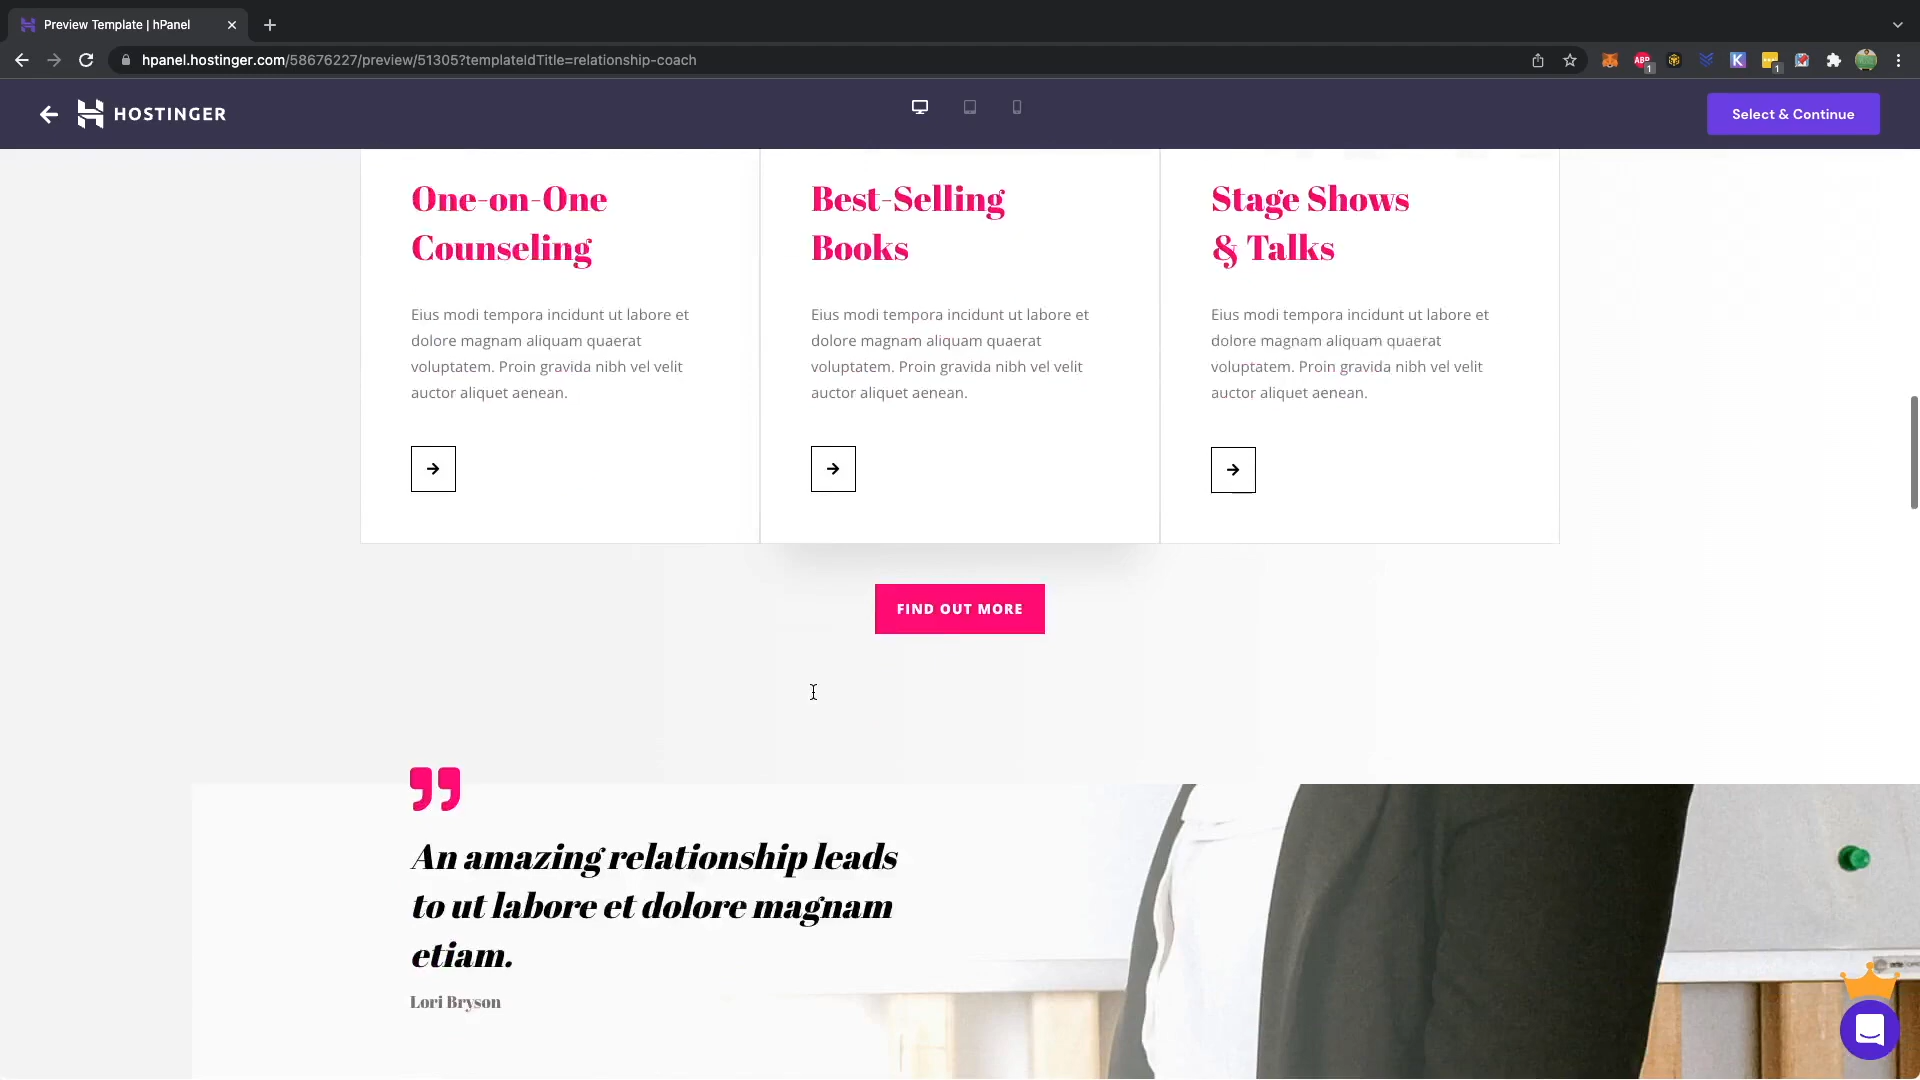 Preview Template | hPanel
hpanel.hostinger.com/58676227/preview/51305?templateIdTitle=relationship-coach
ABP
1
K
1
HOSTINGER
Select & Continue
One-on-One
Counseling
Eius modi tempora incidunt ut labore et
dolore magnam aliquam quaerat
voluptatem. Proin gravida nibh vel velit
auctor aliquet aenean.
Best-Selling
Books
Eius modi tempora incidunt ut labore et
dolore magnam aliquam quaerat
voluptatem. Proin gravida nibh vel velit
auctor aliquet aenean.
Stage Shows
& Talks
Eius modi tempora incidunt ut labore et
dolore magnam aliquam quaerat
voluptatem. Proin gravida nibh vel velit
auctor aliquet aenean.
FIND OUT MORE
An amazing relationship leads
to ut labore et dolore magnam
etiam.
Lori Bryson